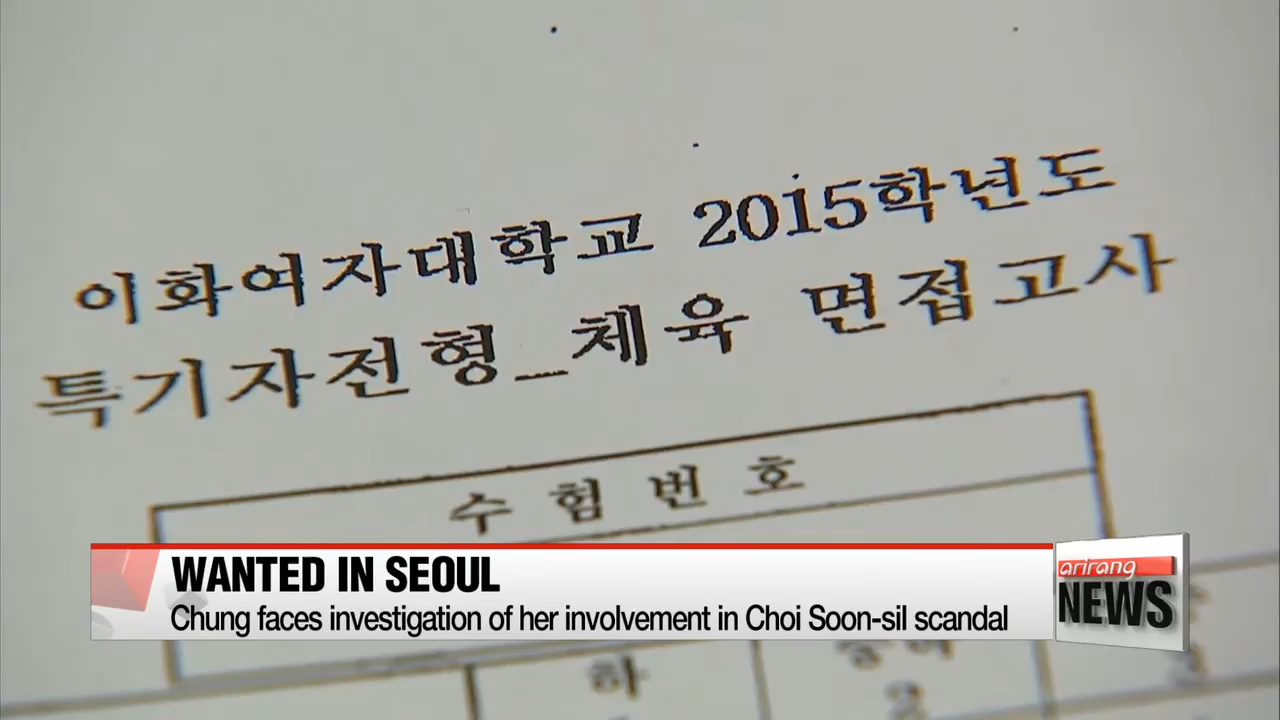 이화여자대학교 2015학년도
특기자전형_체육 면접고사
수 험 번 호
WANTED IN SEOUL
Chung faces investigation of her involvement in Choi Soon-sil scandal
arirang
NEWS
하
2